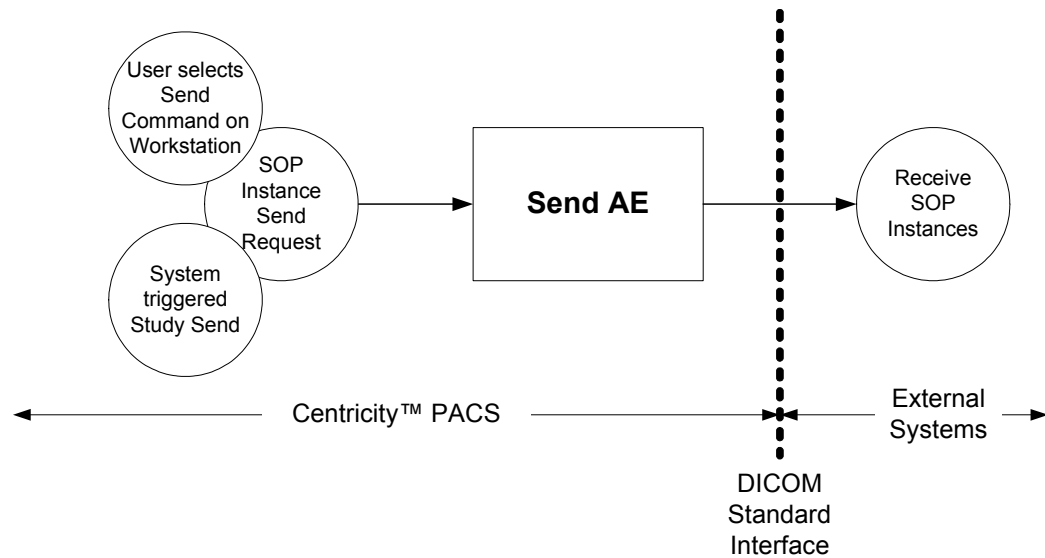 User selects
Send
Command on
Workstation
SOP
Instance
Send
Request
System
triggered
Study Send
Send AE
Receive
SOP
Instances
Centricity™ PACS
External
Systems
DICOM
Standard
Interface